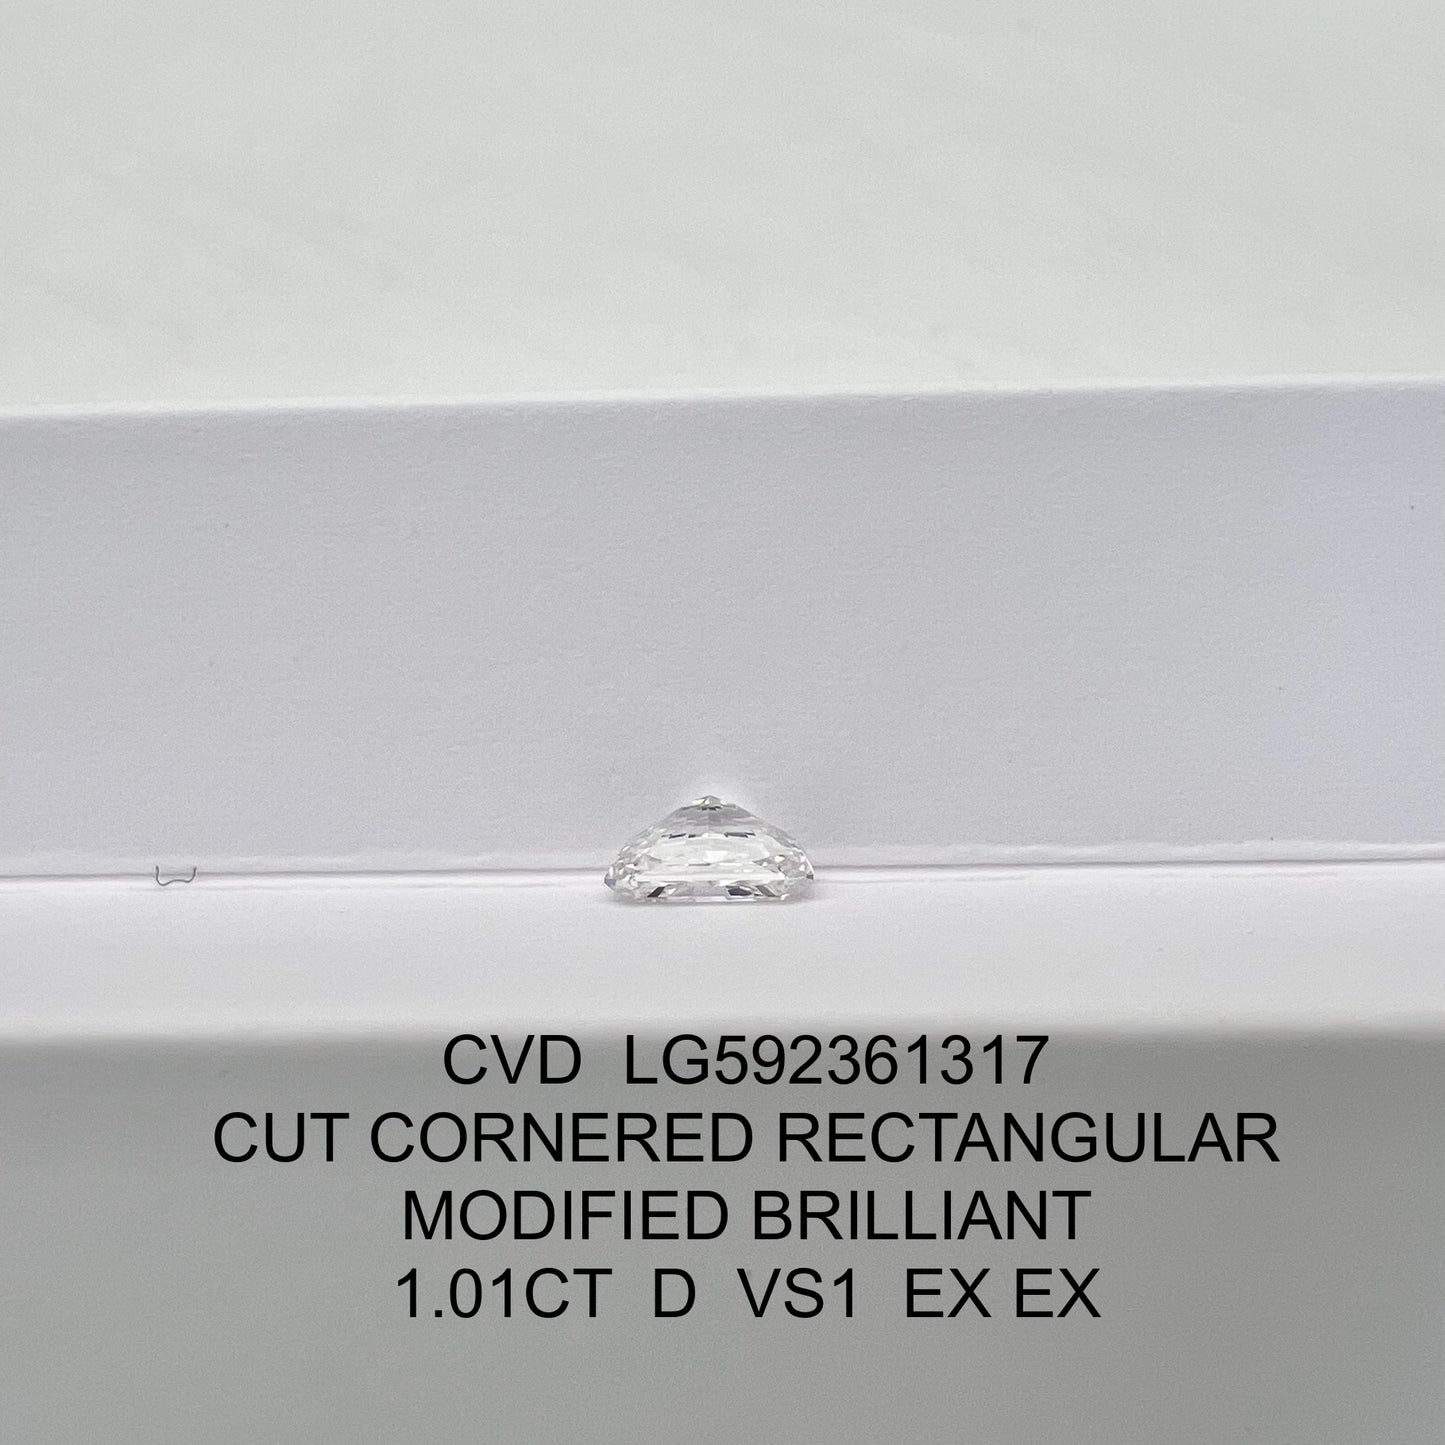 CVD LG592361317
CUT CORNERED RECTANGULAR
MODIFIED BRILLIANT
1.01CT D VS1 EX EX